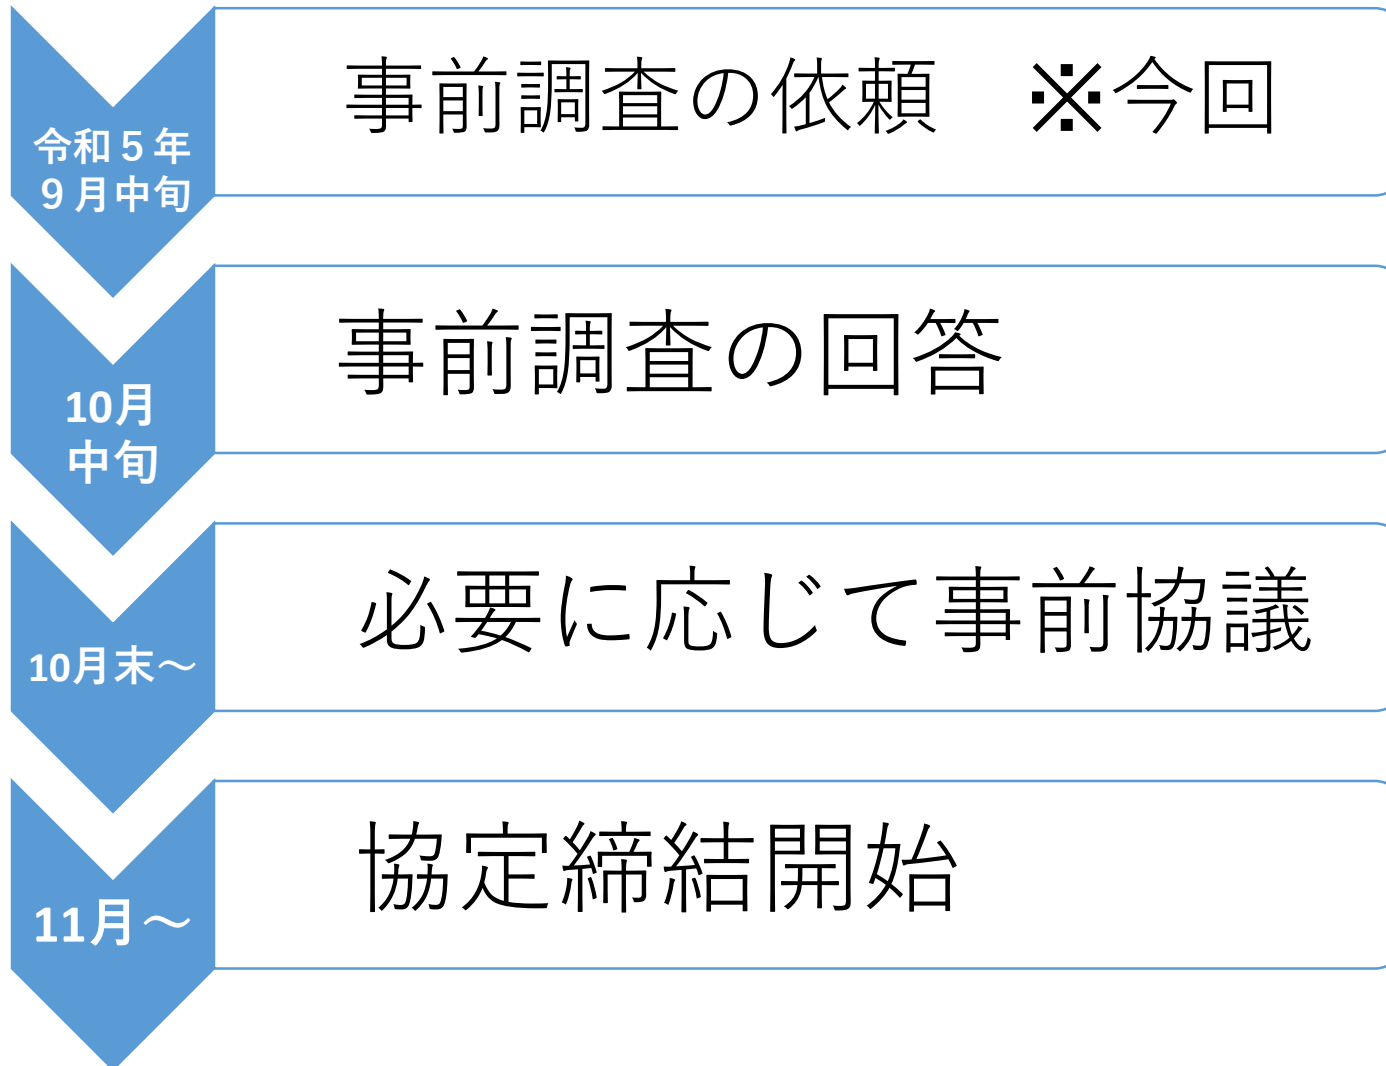 令和５年
９月中旬
事前調査の依頼　※今回
10月
中旬
事前調査の回答
10月末～
必要に応じて事前協議
11月～
協定締結開始